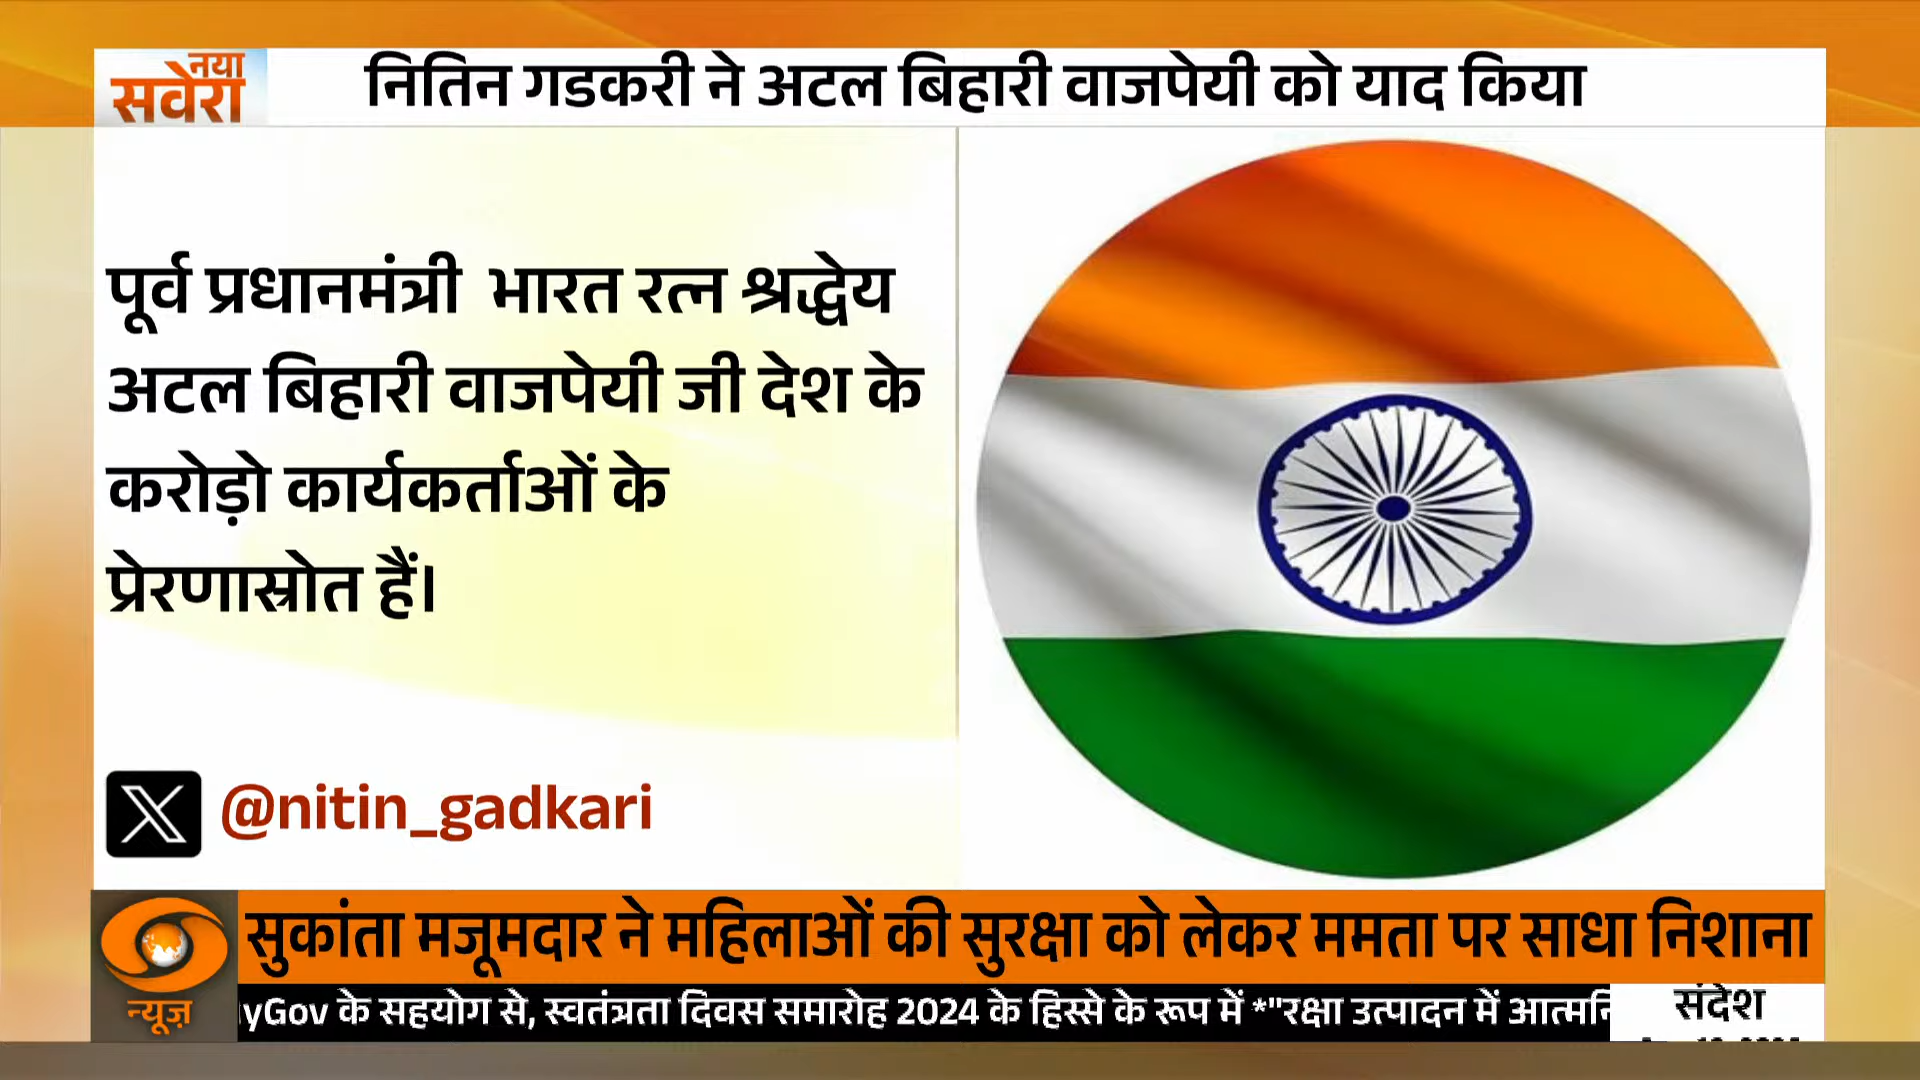 नया
सवेरा
नितिन गडकरी ने अटल बिहारी वाजपेयी को याद किया
पूर्व प्रधानमंत्री भारत रत्न श्रद्धेय
अटल बिहारी वाजपेयी जी देश के
करोड़ो कार्यकर्ताओं के
प्रेरणास्रोत हैं।
@nitin_gadkari
सुकांता मजूमदार ने महिलाओं की सुरक्षा को लेकर ममता पर साधा निशाना
न्यूज़
yGov के सहयोग से, स्वतंत्रता दिवस समारोह 2024 के हिस्से के रूप में *"रक्षा उत्पादन में
संदेश